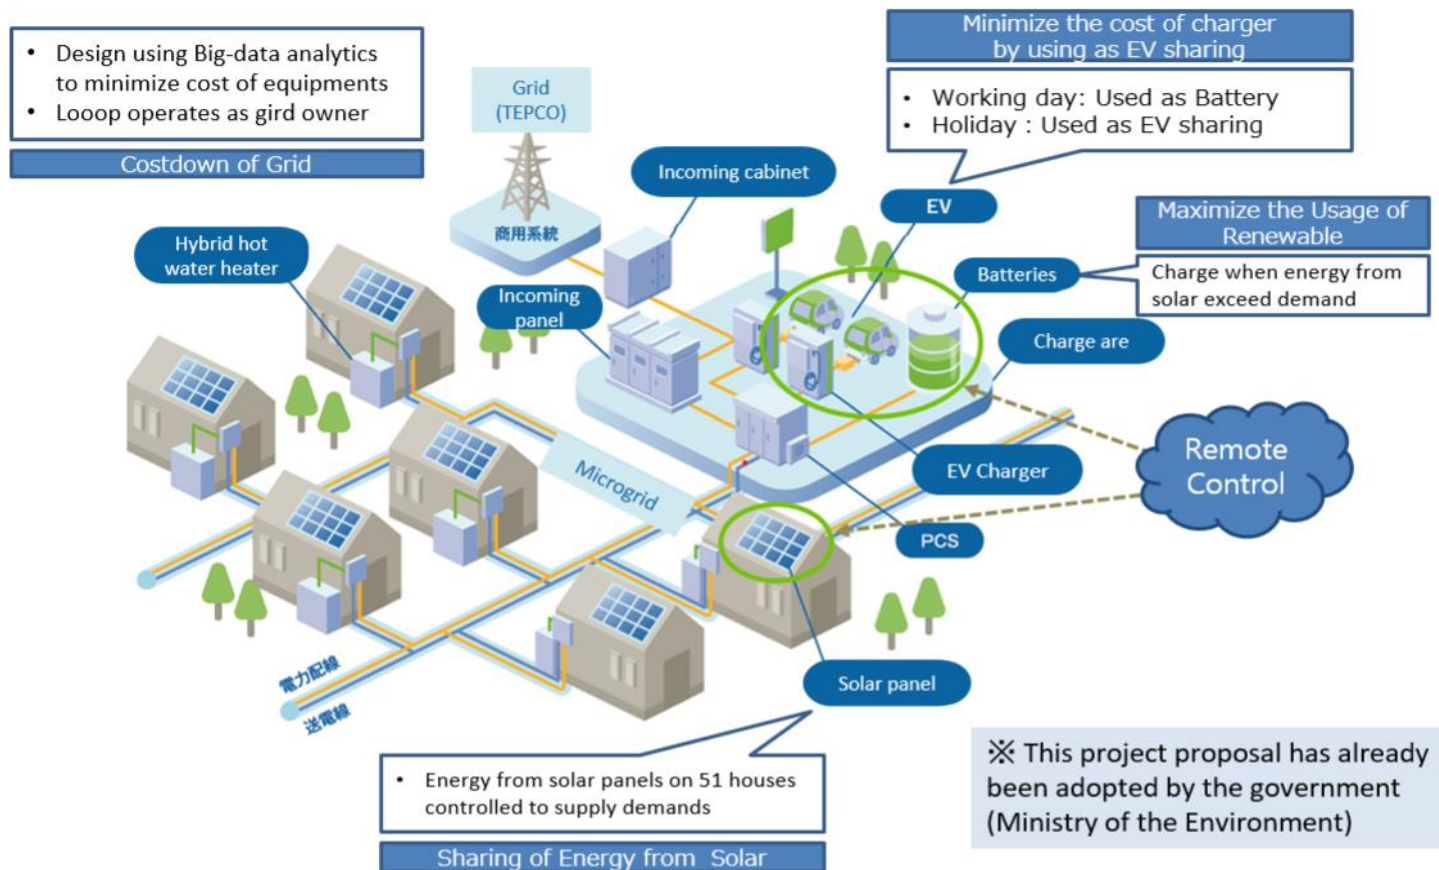 • Design using Big-data analytics
to minimize cost of equipments
• Looop operates as gird owner
Costdown of Grid
Grid
(TEPCO)
商用系統
Minimize the cost of charger
by using as EV sharing
• Working day: Used as Battery
• Holiday : Used as EV sharing
Incoming cabinet
EV
Maximize the Usage of
Renewable
Hybrid hot
water heater
Batteries
Charge when energy from
solar exceed demand
Incoming
panel
Charge are
Microgrid
EV Charger
Remote
Control
PCS
電力配線
送電線
Solar panel
• Energy from solar panels on 51 houses
controlled to supply demands
Sharing of Energy from Solar
※ This project proposal has already
been adopted by the government
(Ministry of the Environment)